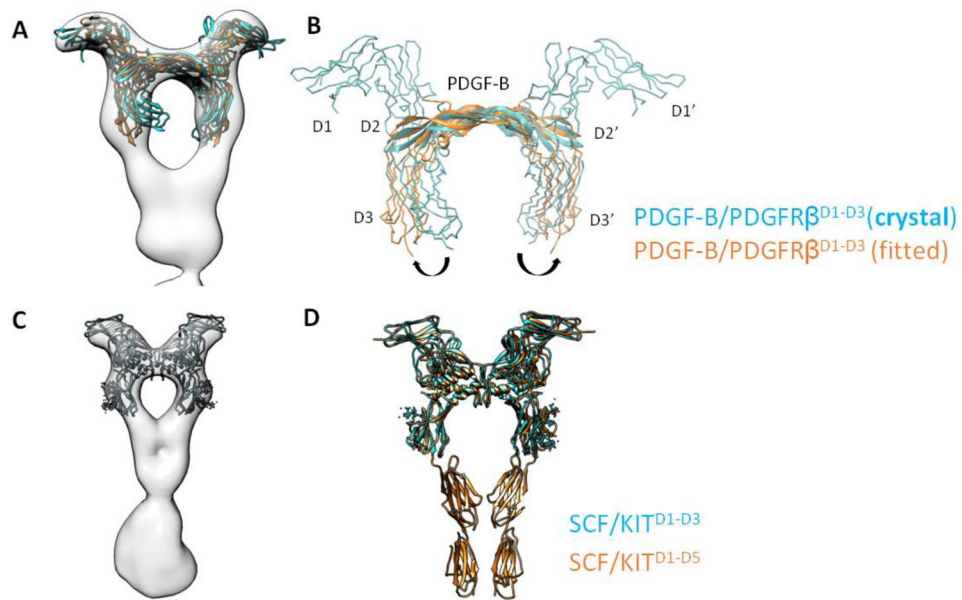 A
B
PDGF-B
D1
D2
D1'
D2'
D3
D3'
PDGF-B/PDGFRβD1-D3 (crystal)
PDGF-B/PDGFRβD1-D3 (fitted)
C
D
SCF/KITD1-D3
SCF/KITD1-D5